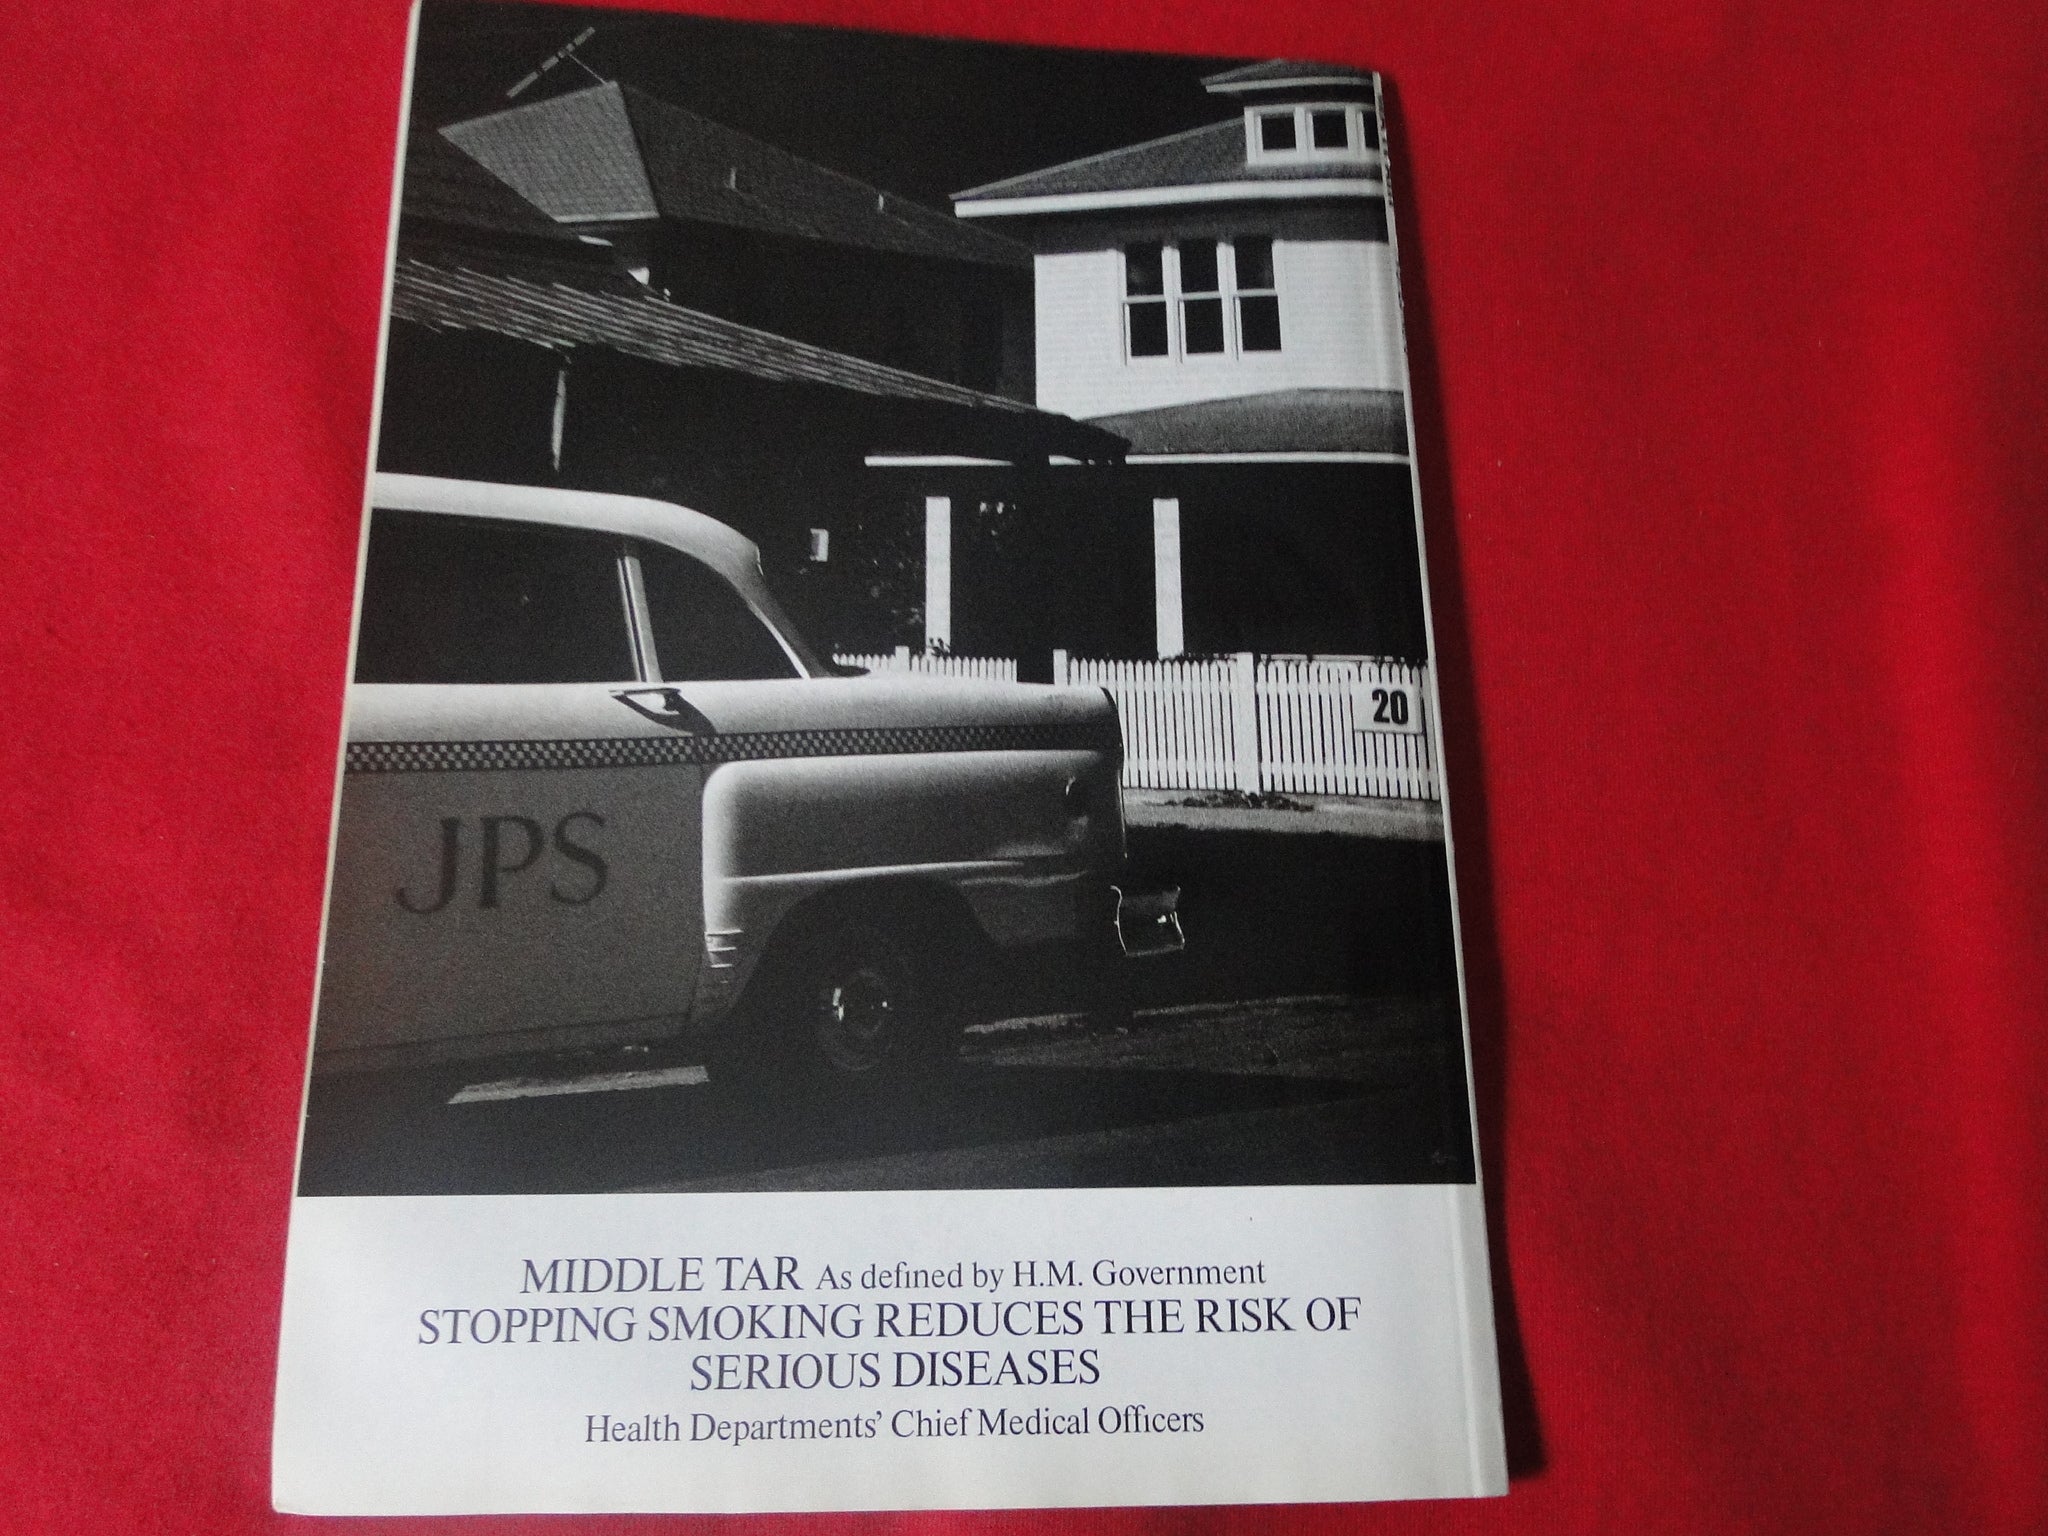 20
JPS
MIDDLE TAR As defined by H.M. Government
STOPPING SMOKING REDUCES THE RISK OF
SERIOUS DISEASES
Health Departments' Chief Medical Officers